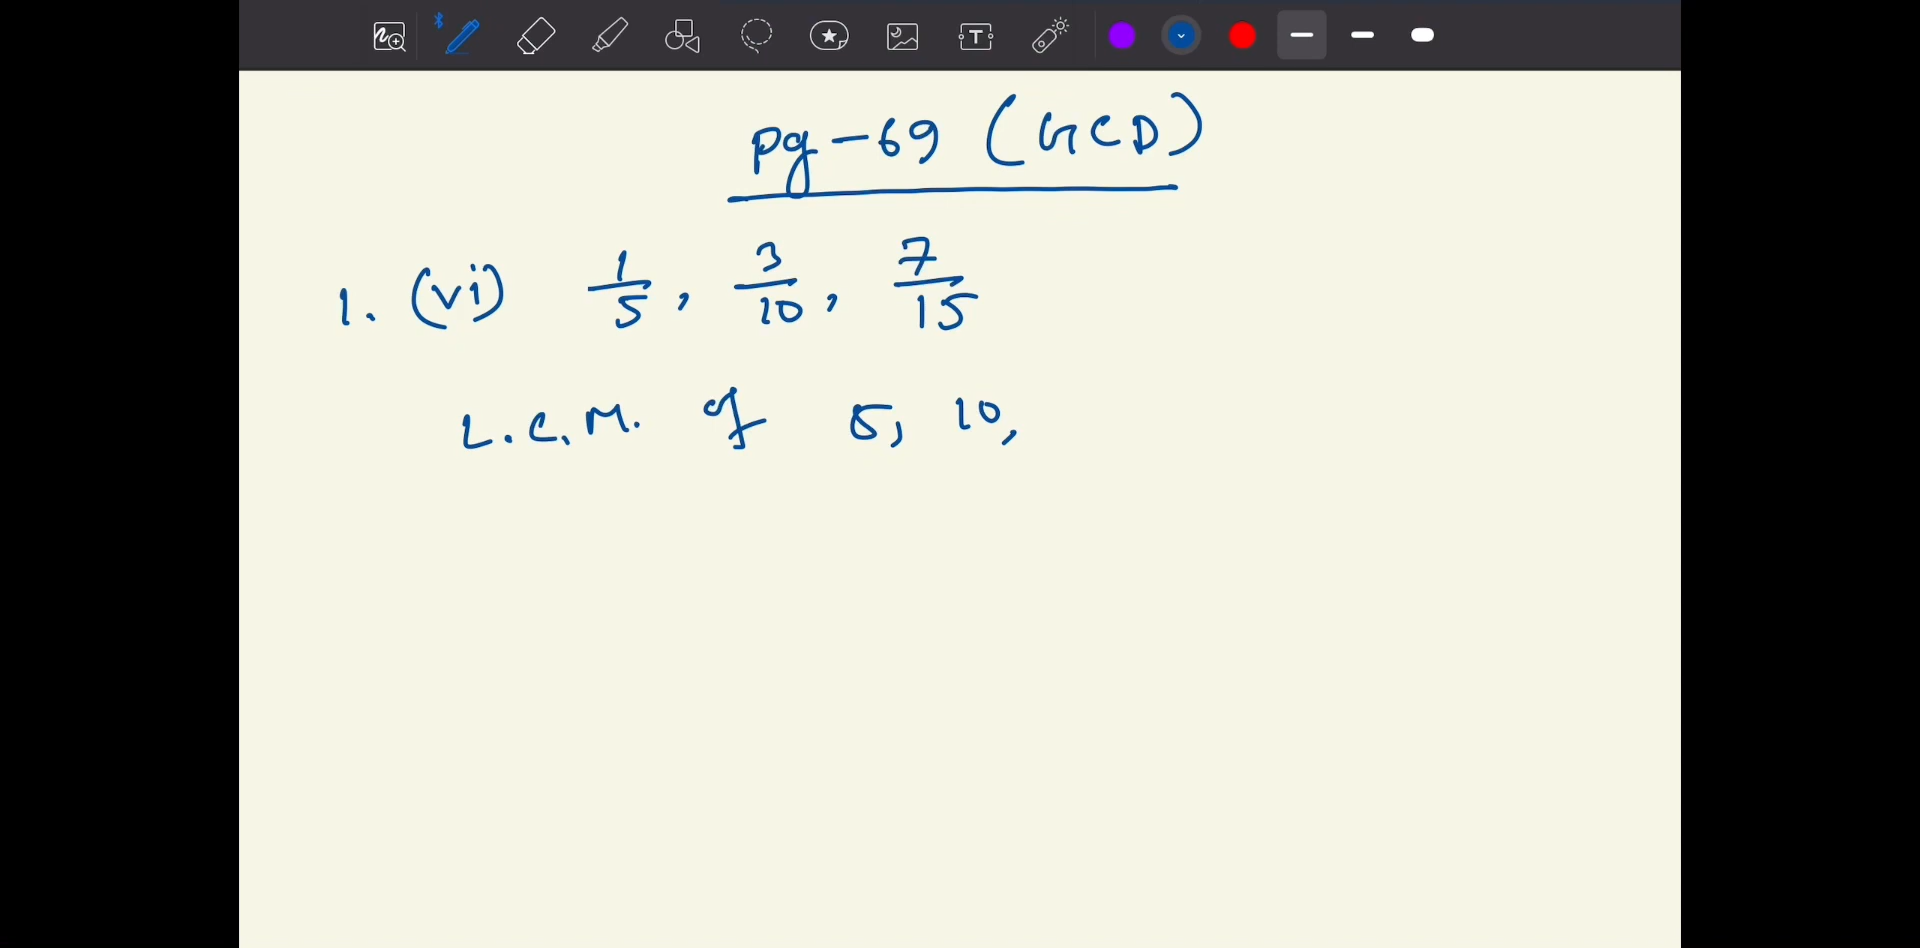 pg-69 (GCD)
1. (vi) 1/5, 3/10, 7/15
L.C.M. of 5, 10,